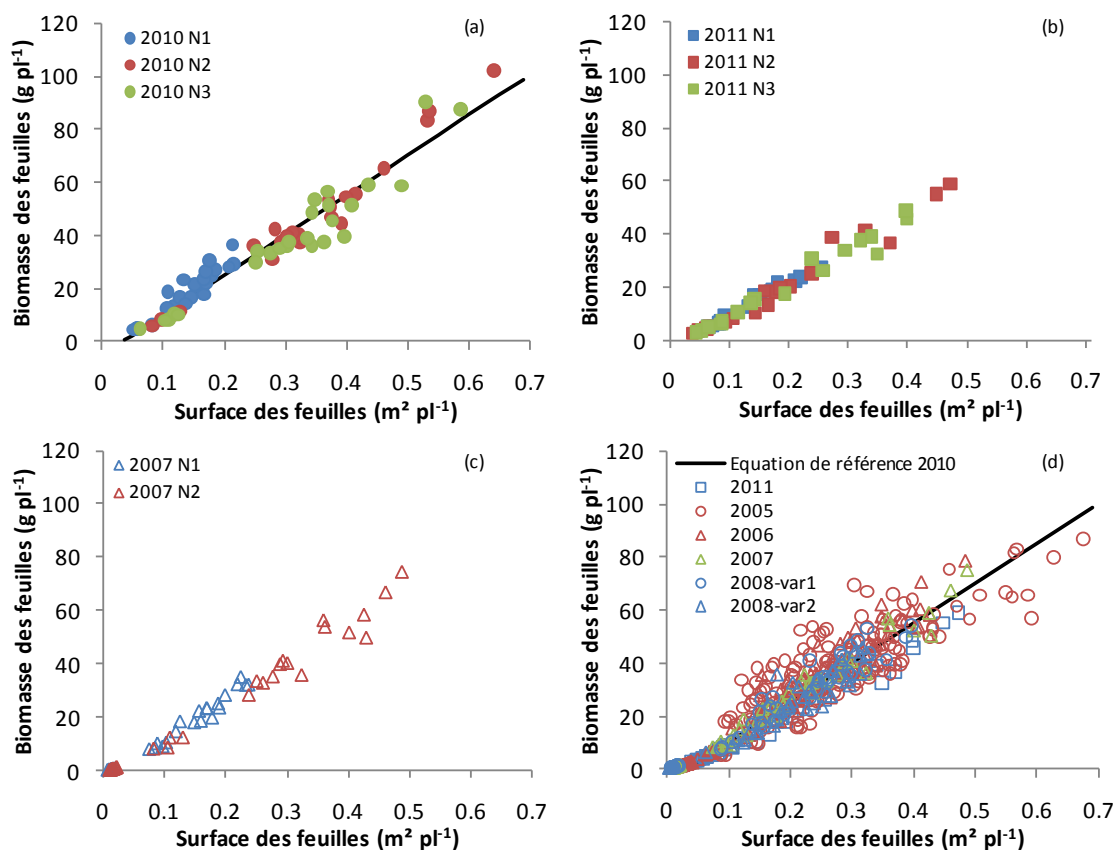 (a)
2010 N1
2010 N2
2010 N3
Biomasse des feuilles (g pl⁻¹)
120
100
80
60
40
20
0
0 0.1 0.2 0.3 0.4 0.5 0.6 0.7
Surface des feuilles (m² pl⁻¹)
(b)
2011 N1
2011 N2
2011 N3
Biomasse des feuilles (g pl⁻¹)
120
100
80
60
40
20
0
0 0.1 0.2 0.3 0.4 0.5 0.6 0.7
Surface des feuilles (m² pl⁻¹)
(c)
2007 N1
2007 N2
Biomasse des feuilles (g pl⁻¹)
120
100
80
60
40
20
0
0 0.1 0.2 0.3 0.4 0.5 0.6 0.7
Surface des feuilles (m² pl⁻¹)
(d)
Equation de référence 2010
2011
2005
2006
2007
2008-var1
2008-var2
Biomasse des feuilles (g pl⁻¹)
120
100
80
60
40
20
0
0 0.1 0.2 0.3 0.4 0.5 0.6 0.7
Surface des feuilles (m² pl⁻¹)